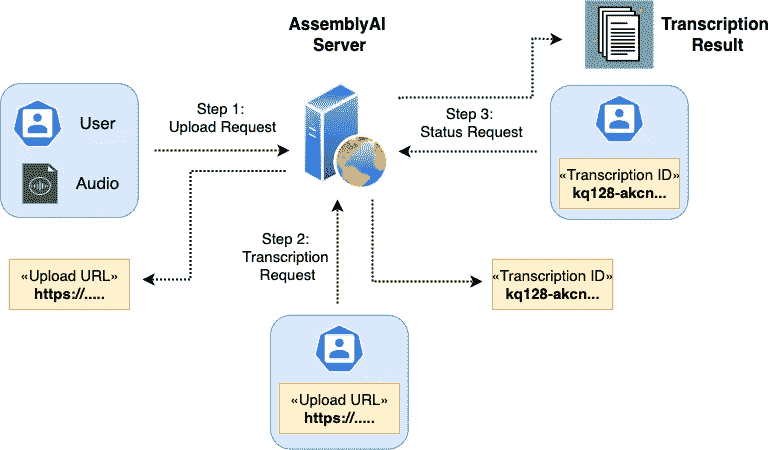 AssemblyAI
Server
Transcription
Result
User
Audio
Step 1:
Upload Request
Step 3:
Status Request
«Transcription ID»
kq128-akcn...
«Upload URL»
https://.....
Step 2:
Transcription
Request
«Transcription ID»
kq128-akcn...
«Upload URL»
https://.....